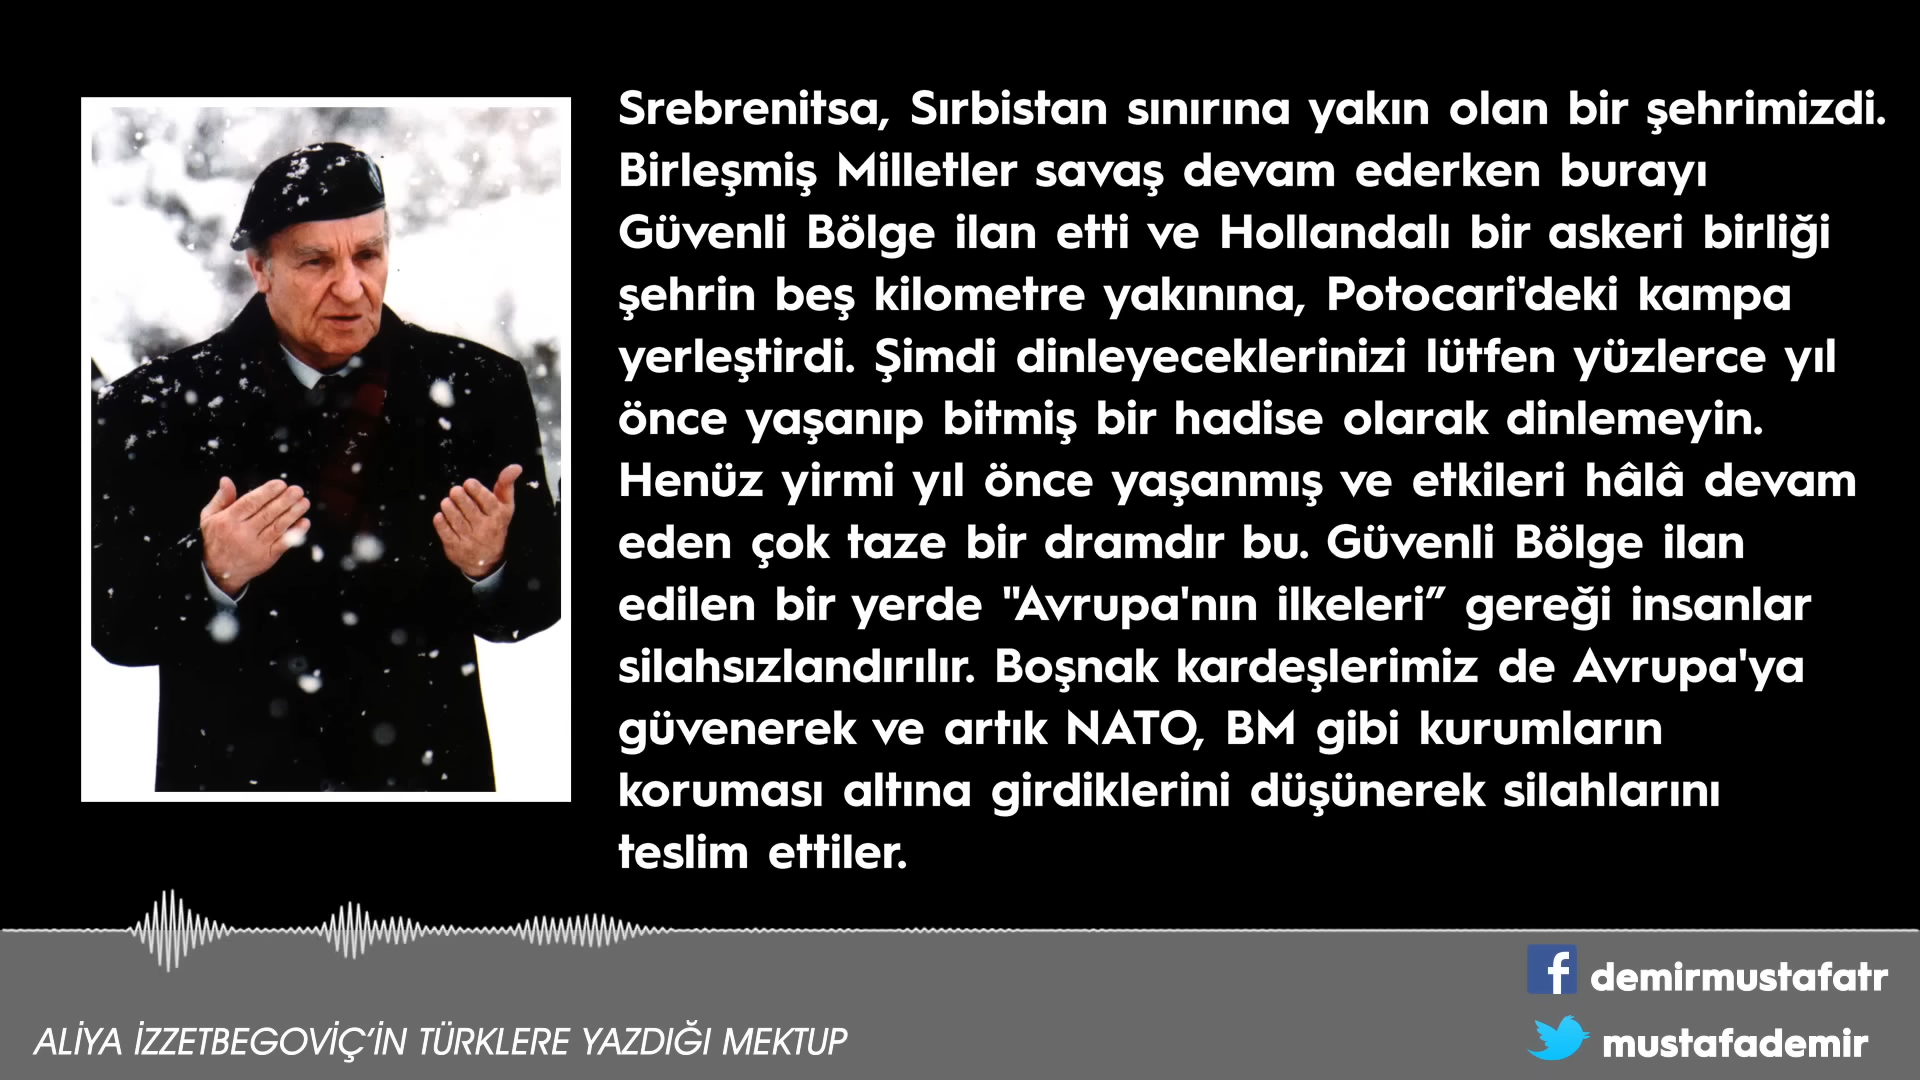 Srebrenitsa, Sırbistan sınırına yakın olan bir şehrimizdi.
Birleşmiş Milletler savaş devam ederken burayı
Güvenli Bölge ilan etti ve Hollandalı bir askeri birliği
şehrin beş kilometre yakınına, Potocari'deki kampa
yerleştirdi. Şimdi dinleyeceklerinizi lütfen yüzlerce yıl
önce yaşanıp bitmiş bir hadise olarak dinlemeyin.
Henüz yirmi yıl önce yaşanmış ve etkileri hâlâ devam
eden çok taze bir dramdır bu. Güvenli Bölge ilan
edilen bir yerde "Avrupa'nın ilkeleri” gereği insanlar
silahsızlandırılır. Boşnak kardeşlerimiz de Avrupa'ya
güvenerek ve artık NATO, BM gibi kurumların
koruması altına girdiklerini düşünerek silahlarını
teslim ettiler.
f demirmustafatr
ALİYA İZZETBEGOVİÇ’İN TÜRKLERE YAZDIĞI MEKTUP
mustafademir